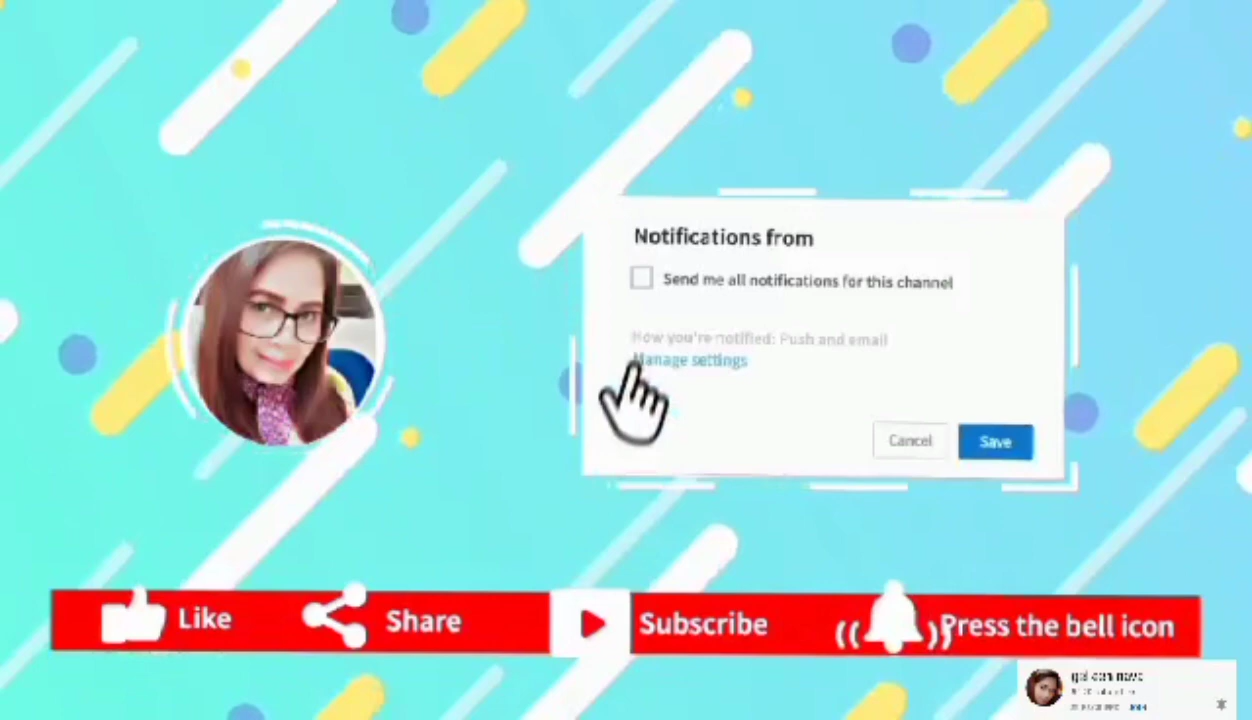 Notifications from
Send me all notifications for this channel
How you're notified: Push and email
Manage settings
Cancel
Save
Like
Share
Subscribe
Press the bell icon